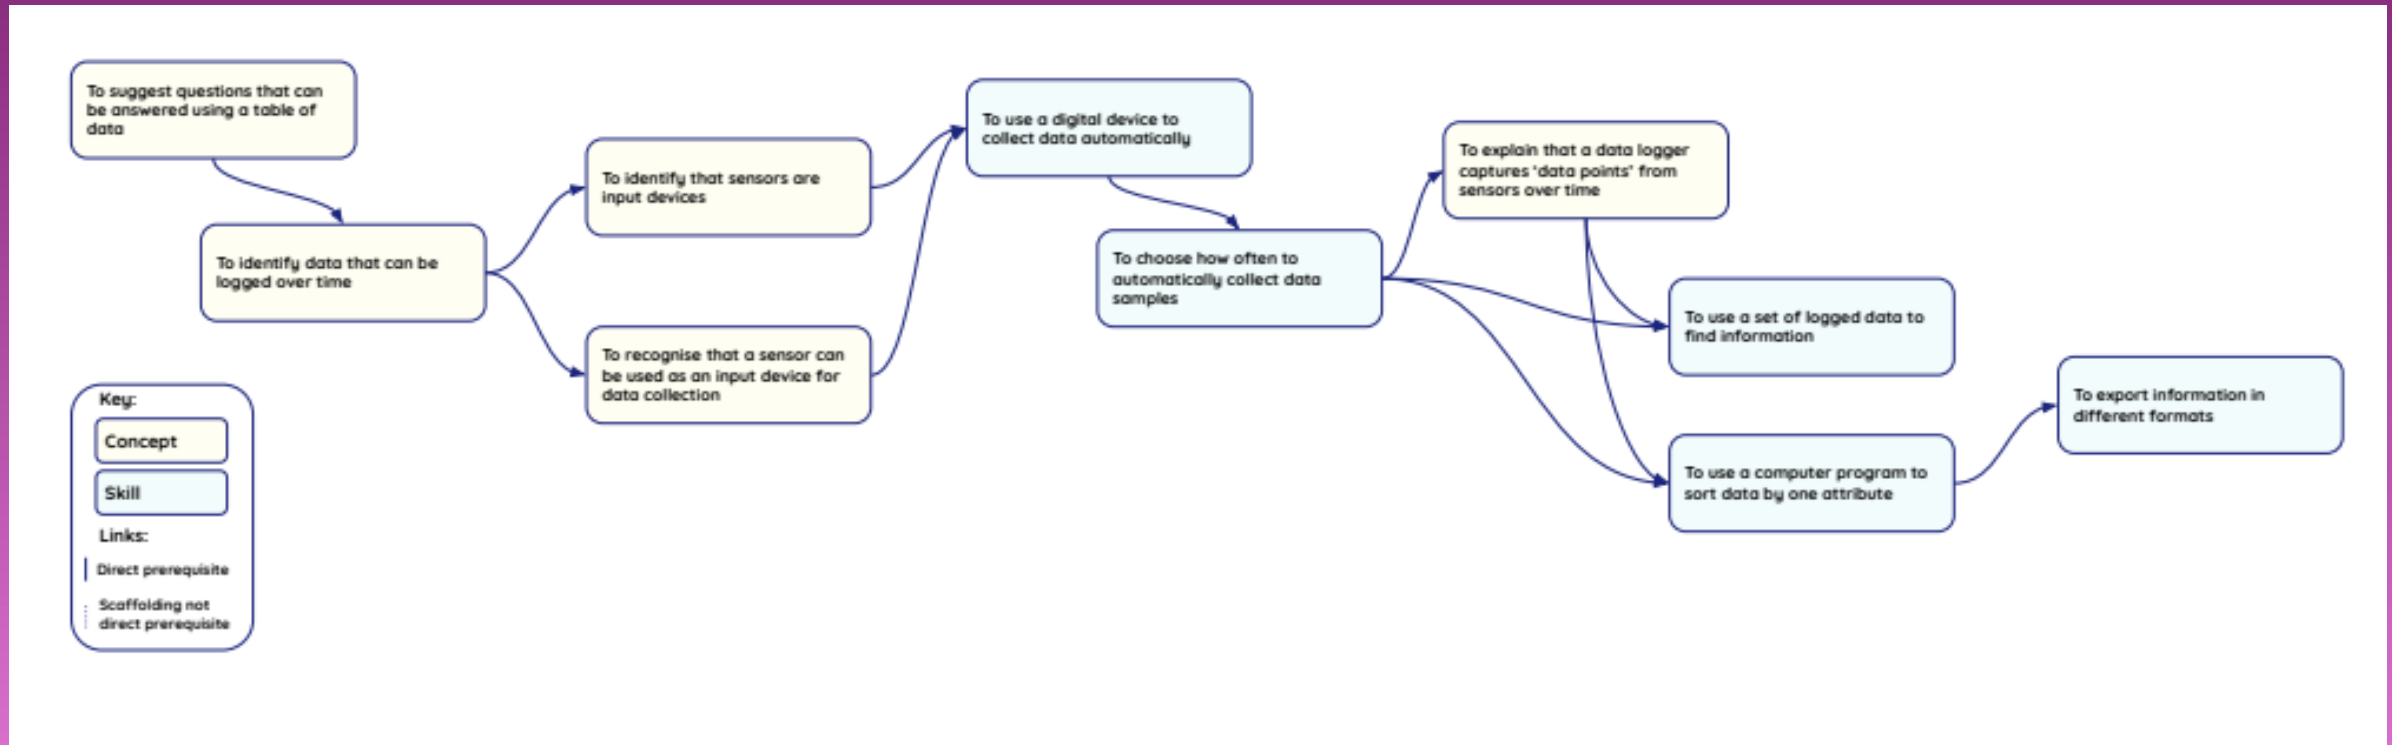 To suggest questions that can
be answered using a table of
data
To identify data that can be
logged over time
To identify that sensors are
input devices
To recognise that a sensor can
be used as an input device for
data collection
To use a digital device to
collect data automatically
To choose how often to
automatically collect data
samples
To explain that a data logger
captures 'data points' from
sensors over time
To use a set of logged data to
find information
To use a computer program to
sort data by one attribute
To export information in
different formats
Key:
Concept
Skill
Links:
Direct prerequisite
Scaffolding not
direct prerequisite